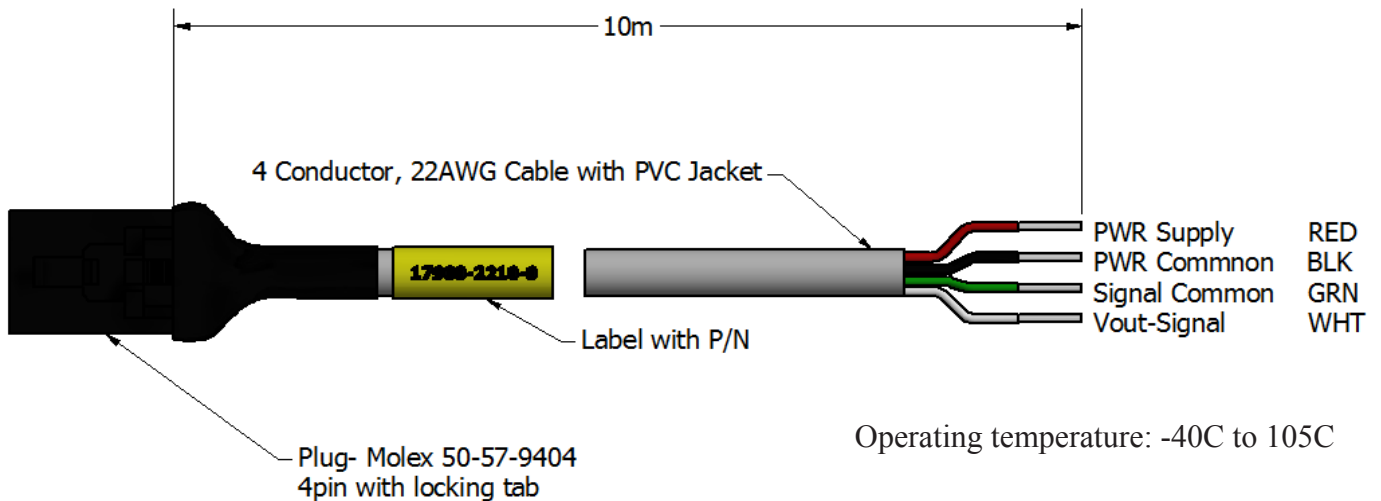 10m
4 Conductor, 22AWG Cable with PVC Jacket
PWR Supply RED
PWR Commnon BLK
Signal Common GRN
Vout-Signal WHT
Label with P/N
Operating temperature: -40C to 105C
Plug- Molex 50-57-9404
4pin with locking tab